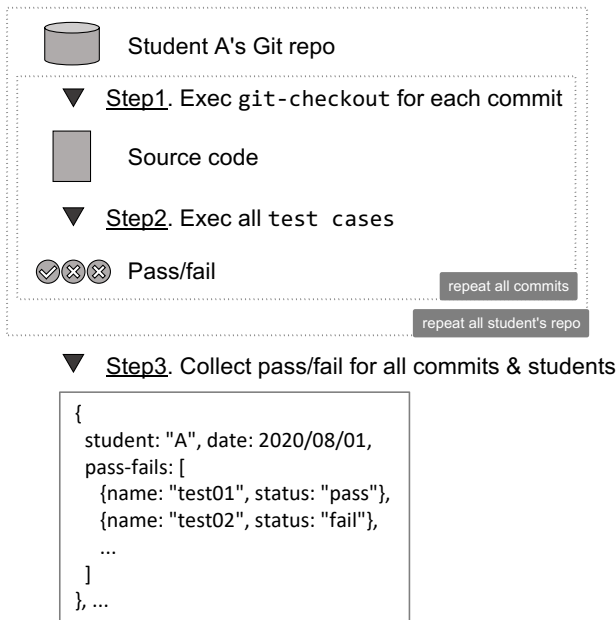 Student A's Git repo
Step1. Exec git-checkout for each commit
Source code
Step2. Exec all test cases
Pass/fail
repeat all commits
repeat all student's repo
Step3. Collect pass/fail for all commits & students
{
student: "A", date: 2020/08/01,
pass-fails: [
{name: "test01", status: "pass"},
{name: "test02", status: "fail"},
...
]
}, ...